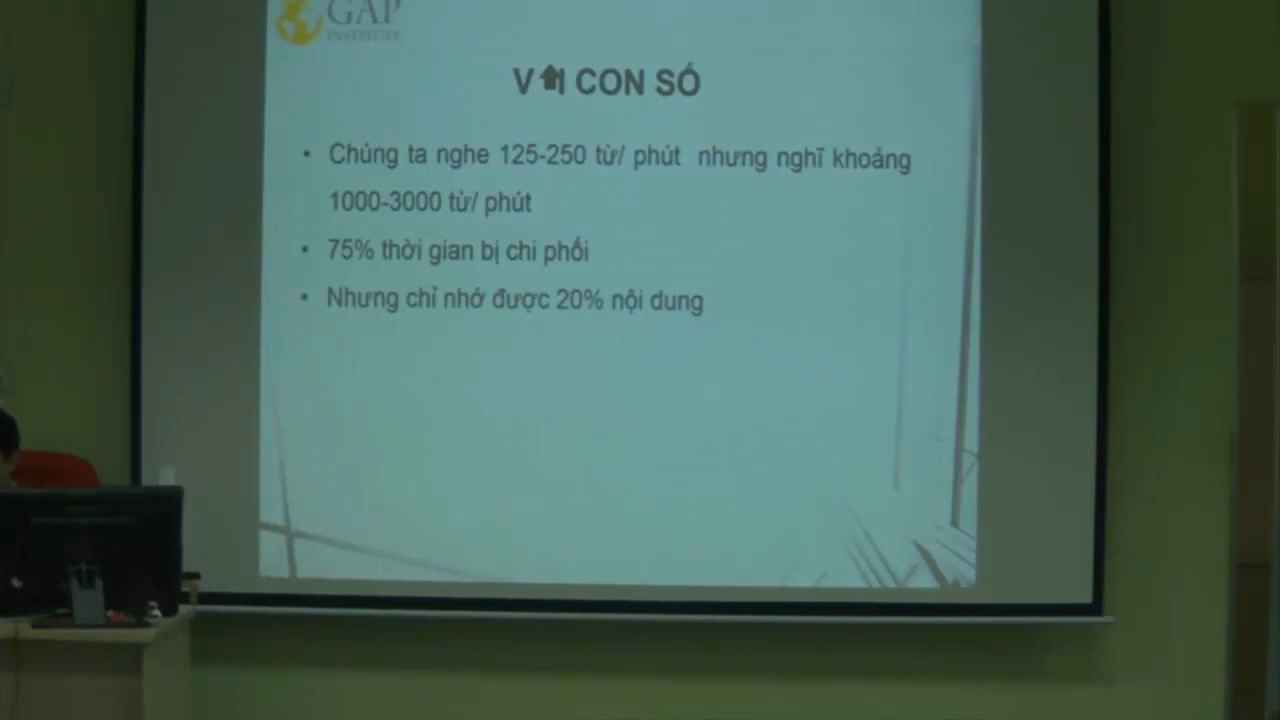 GAP
INSTITUTE
CON SỐ
• Chúng ta nghe 125-250 từ/ phút nhưng nghĩ khoảng
1000-3000 từ/ phút
• 75% thời gian bị chi phối
• Nhưng chỉ nhớ được 20% nội dung